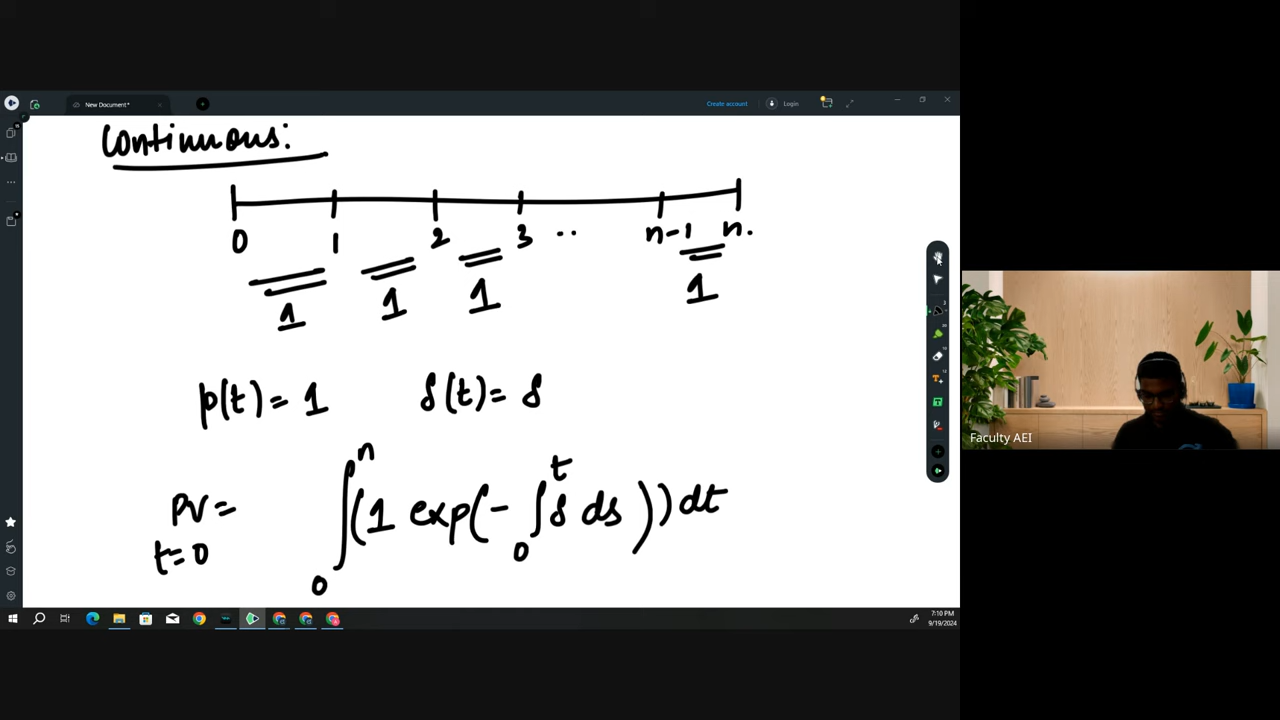 New Document*
Create account
Login
Continuous:
0 1 2 3 .. n-1 n.
1 1 1 1
ρ(t) = 1 δ(t) = δ
PV = ∫₀ⁿ (1 exp(- ∫₀ᵗ δ ds)) dt
t=0
Faculty AEI
7:10 PM
9/19/2024